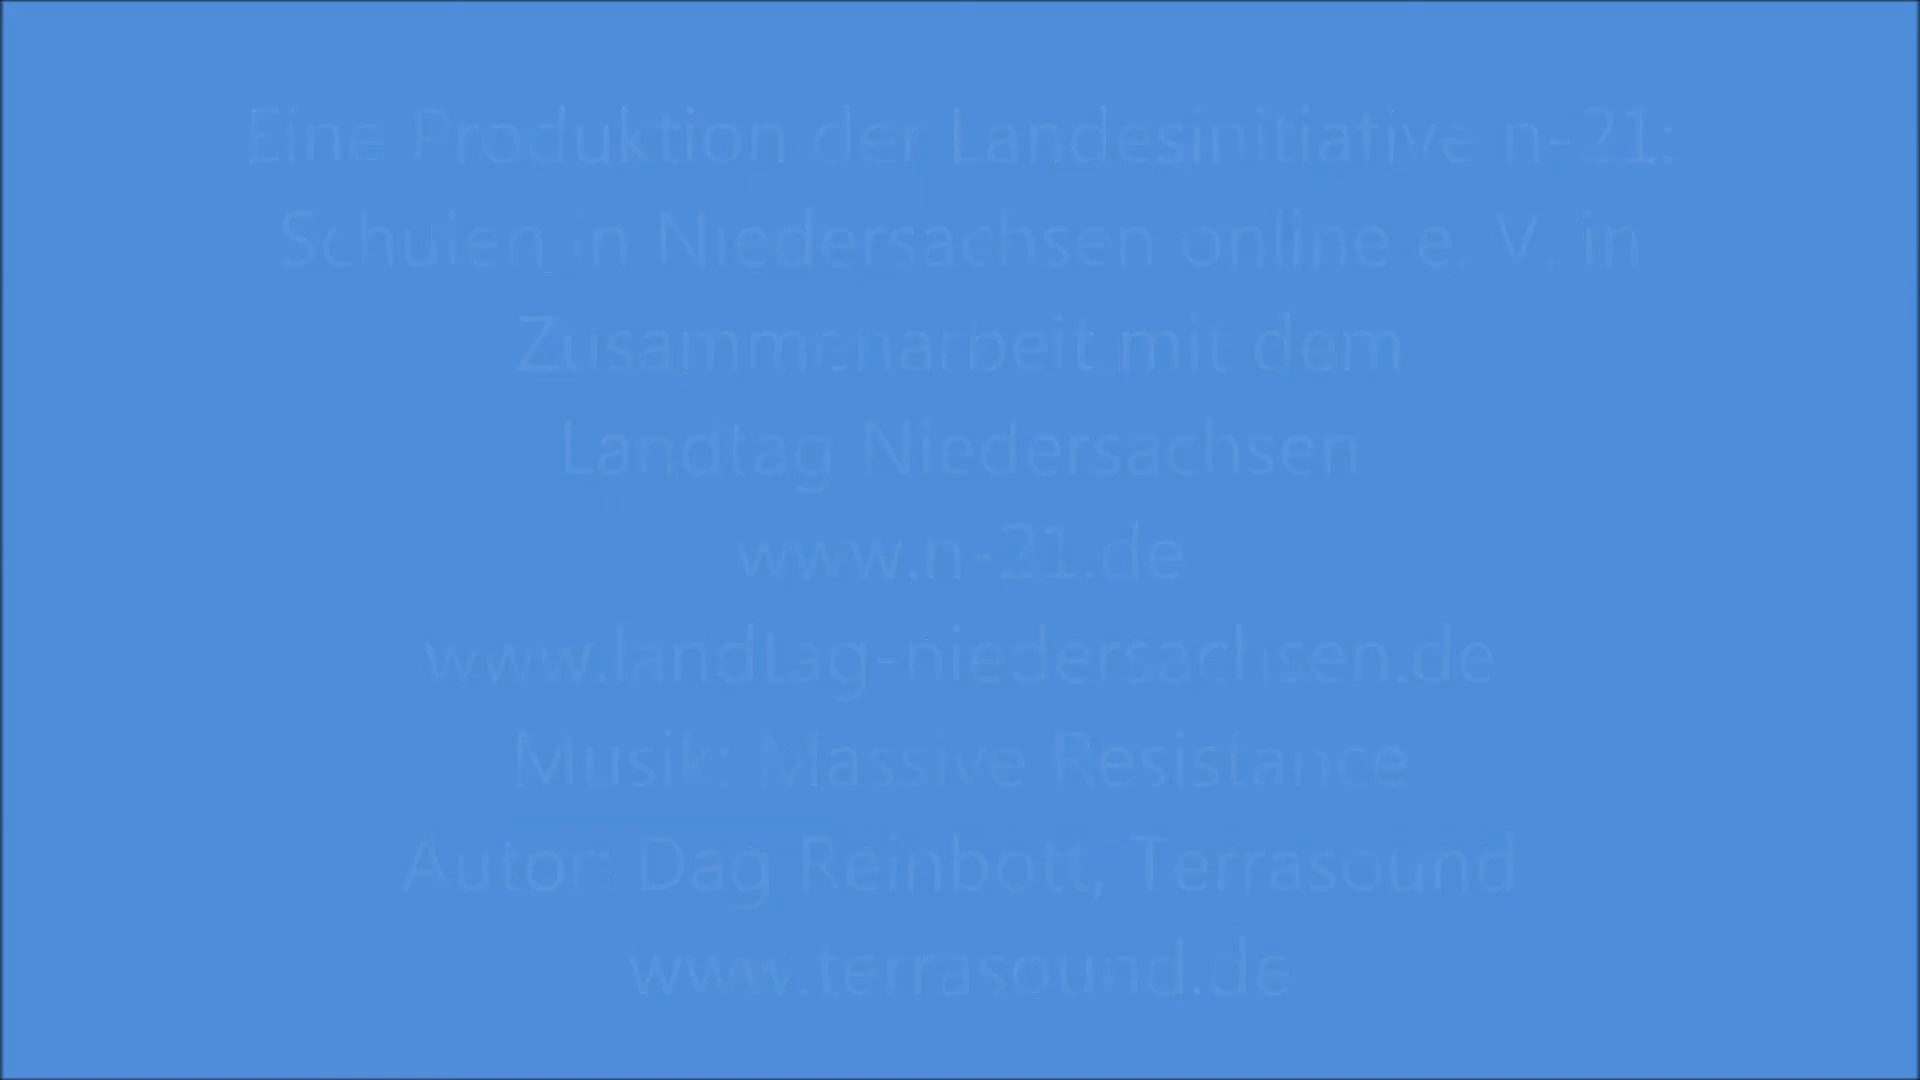 Eine Produktion der Landesinitiative n-21:
Schulen in Niedersachsen online e. V. in
Zusammenarbeit mit dem
Landtag Niedersachsen
www.n-21.de
www.landtag-niedersachsen.de
Musik: Massive Resistance
Autor: Dag Reinbott, Terrasound
www.terrasound.de